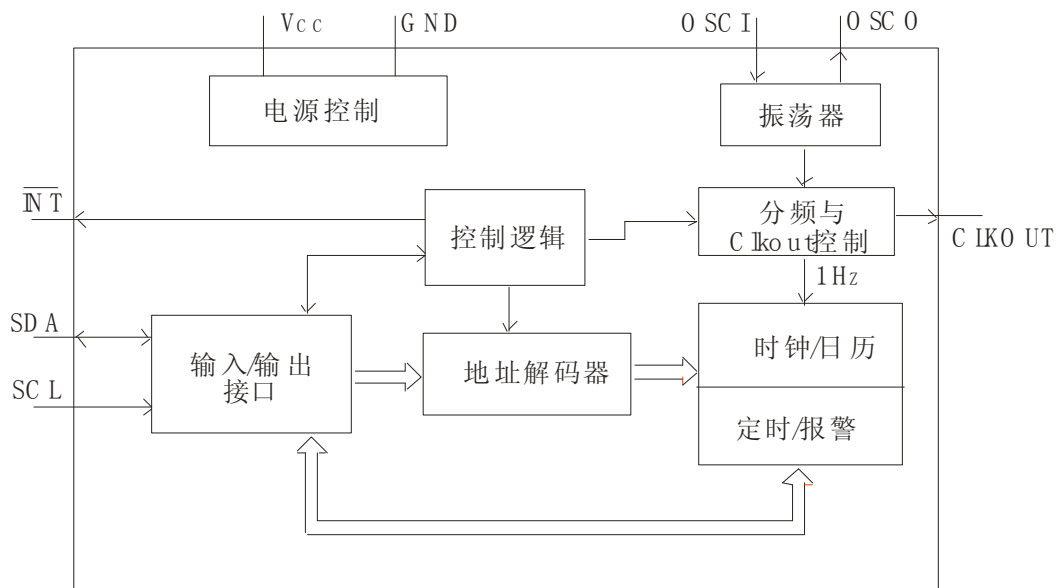 Vcc
GND
OSCI
OSCO
电源控制
振荡器
INT
控制逻辑
分频与
Clkout控制
CLKOUT
1Hz
SDA
输入/输出
接口
SCL
地址解码器
时钟/日历
定时/报警